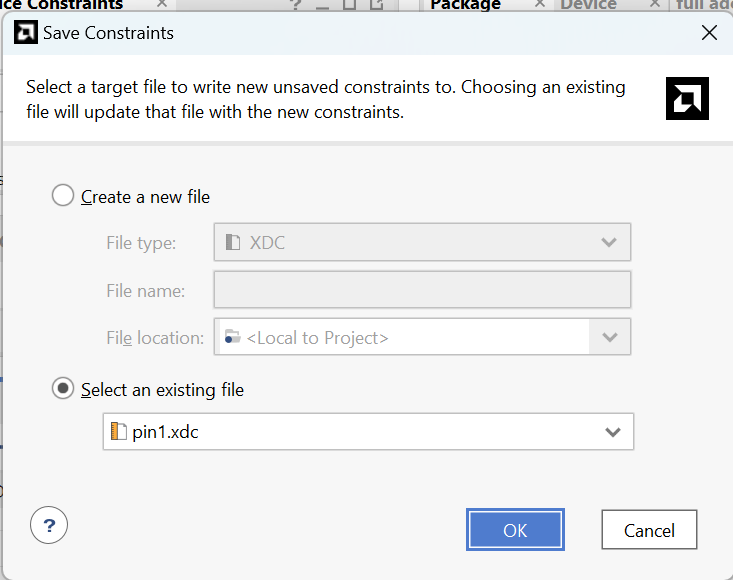 ce Constraints
Package
Device
full ad
Save Constraints
Select a target file to write new unsaved constraints to. Choosing an existing
file will update that file with the new constraints.
Create a new file
File type:
XDC
File name:
File location:
<Local to Project>
Select an existing file
pin1.xdc
?
OK
Cancel